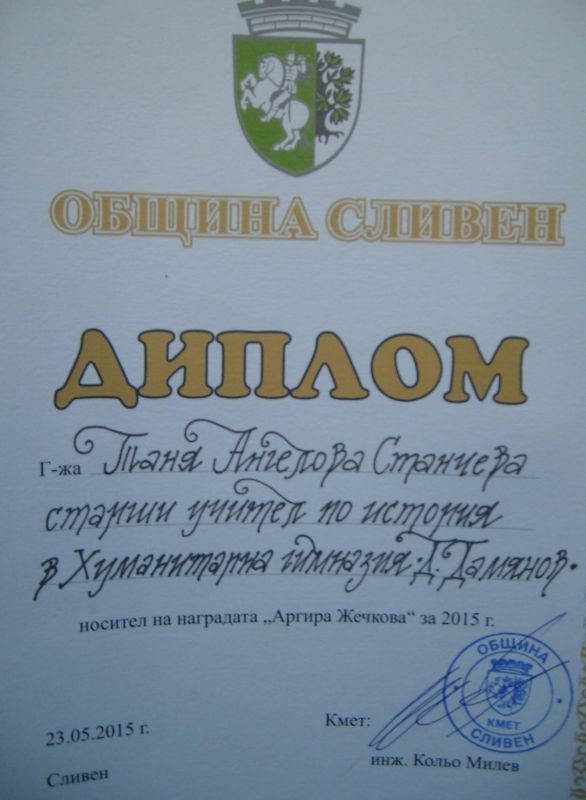 ОБЩИНА СЛИВЕН
ДИПЛОМ
Г-жа Таня Ангелова Станчева
старши учител по история
в Хуманитарна гимназия "Д. Дамянов"
носител на наградата „Аргира Жечкова“ за 2015 г.
23.05.2015 г.
Сливен
Кмет:
инж. Кольо Милев
ОБЩИНА
КМЕТ
СЛИВЕН